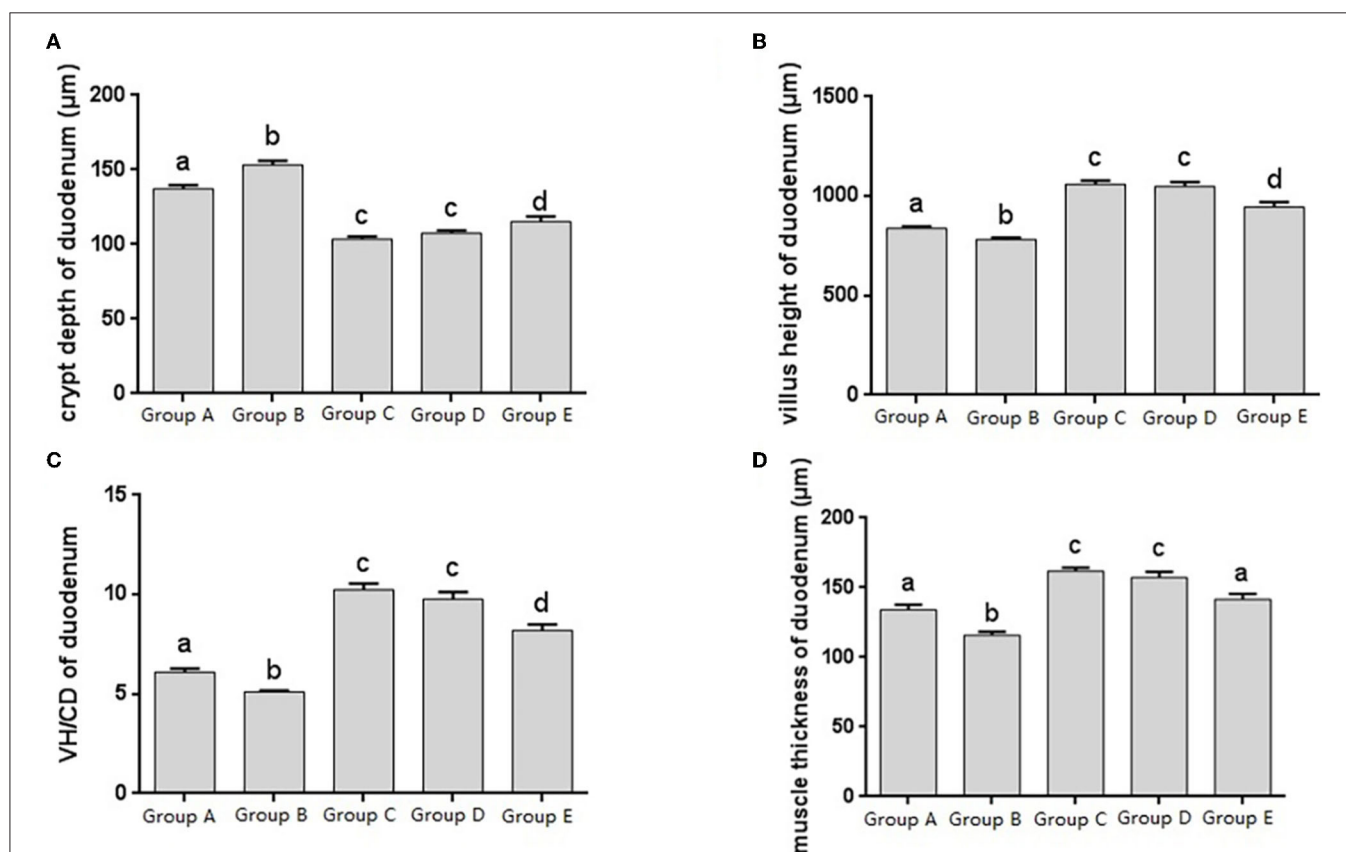 A
crypt depth of duodenum (μm)
200
150
100
50
0
a
b
c
c
d
Group A
Group B
Group C
Group D
Group E
B
villus height of duodenum (μm)
1500
1000
500
0
a
b
c
c
d
Group A
Group B
Group C
Group D
Group E
C
VH/CD of duodenum
15
10
5
0
a
b
c
c
d
Group A
Group B
Group C
Group D
Group E
D
muscle thickness of duodenum (μm)
200
150
100
50
0
a
b
c
c
a
Group A
Group B
Group C
Group D
Group E